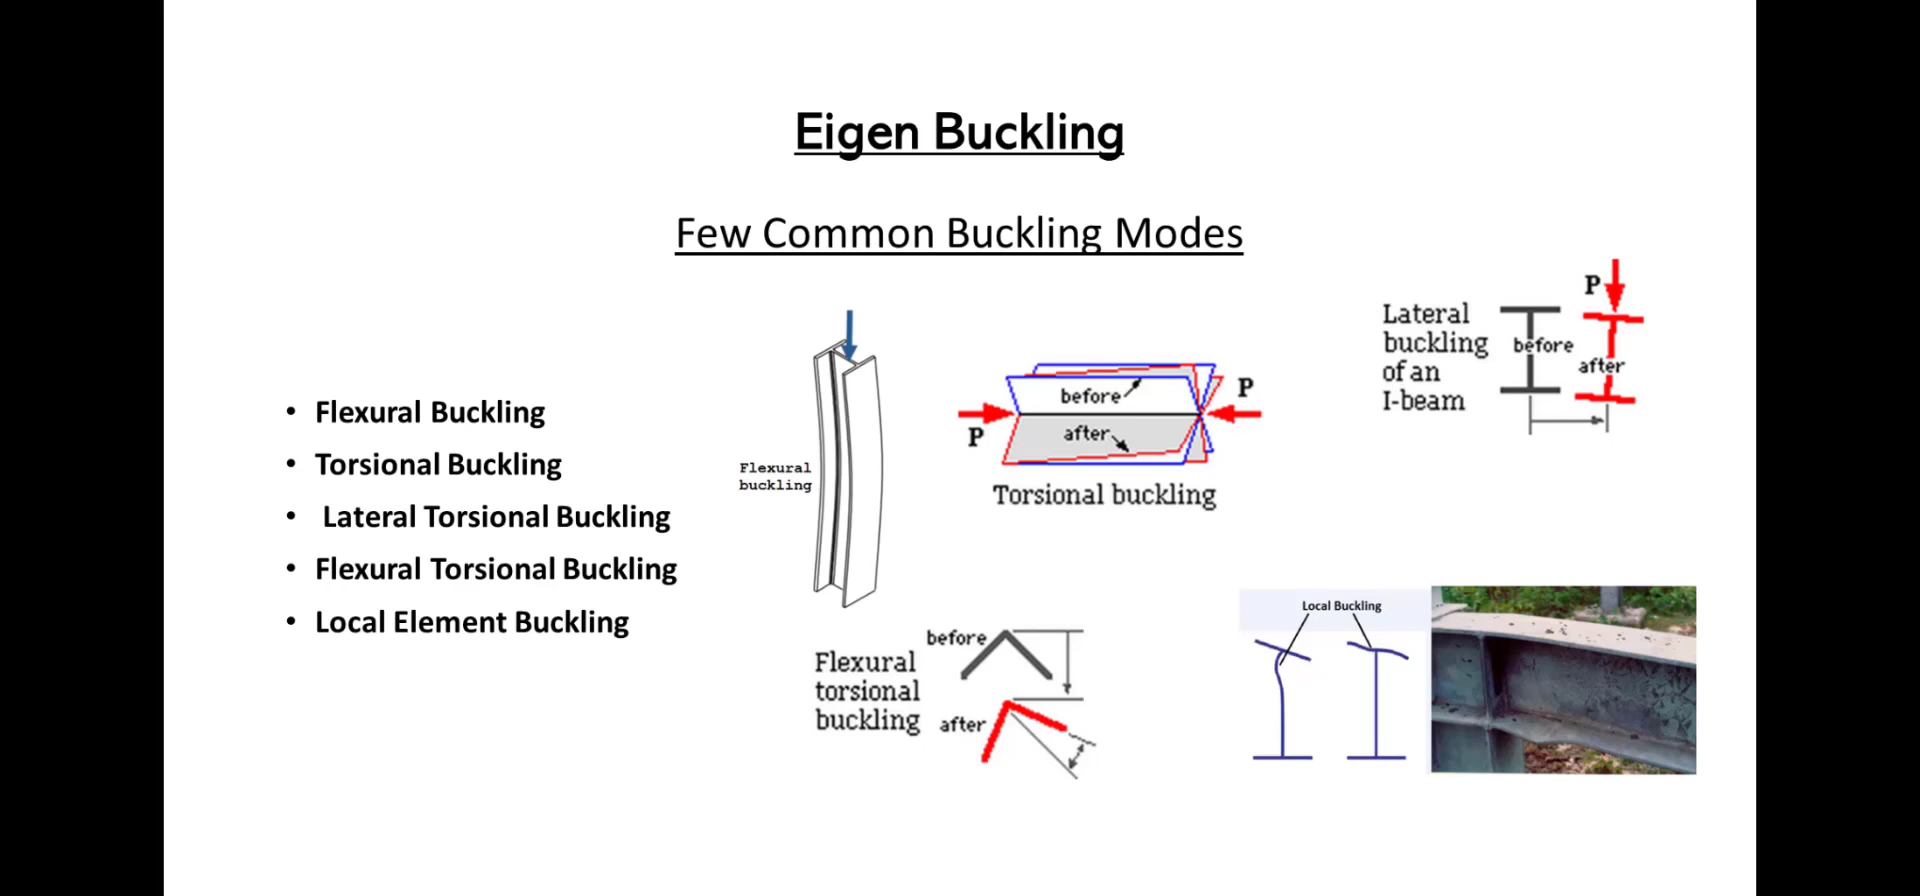 Eigen Buckling
Few Common Buckling Modes
• Flexural Buckling
• Torsional Buckling
• Lateral Torsional Buckling
• Flexural Torsional Buckling
• Local Element Buckling
Flexural
buckling
before
after
P
P
Torsional buckling
Lateral
buckling
of an
I-beam
before
P
after
Flexural
torsional
buckling
before
after
Local Buckling